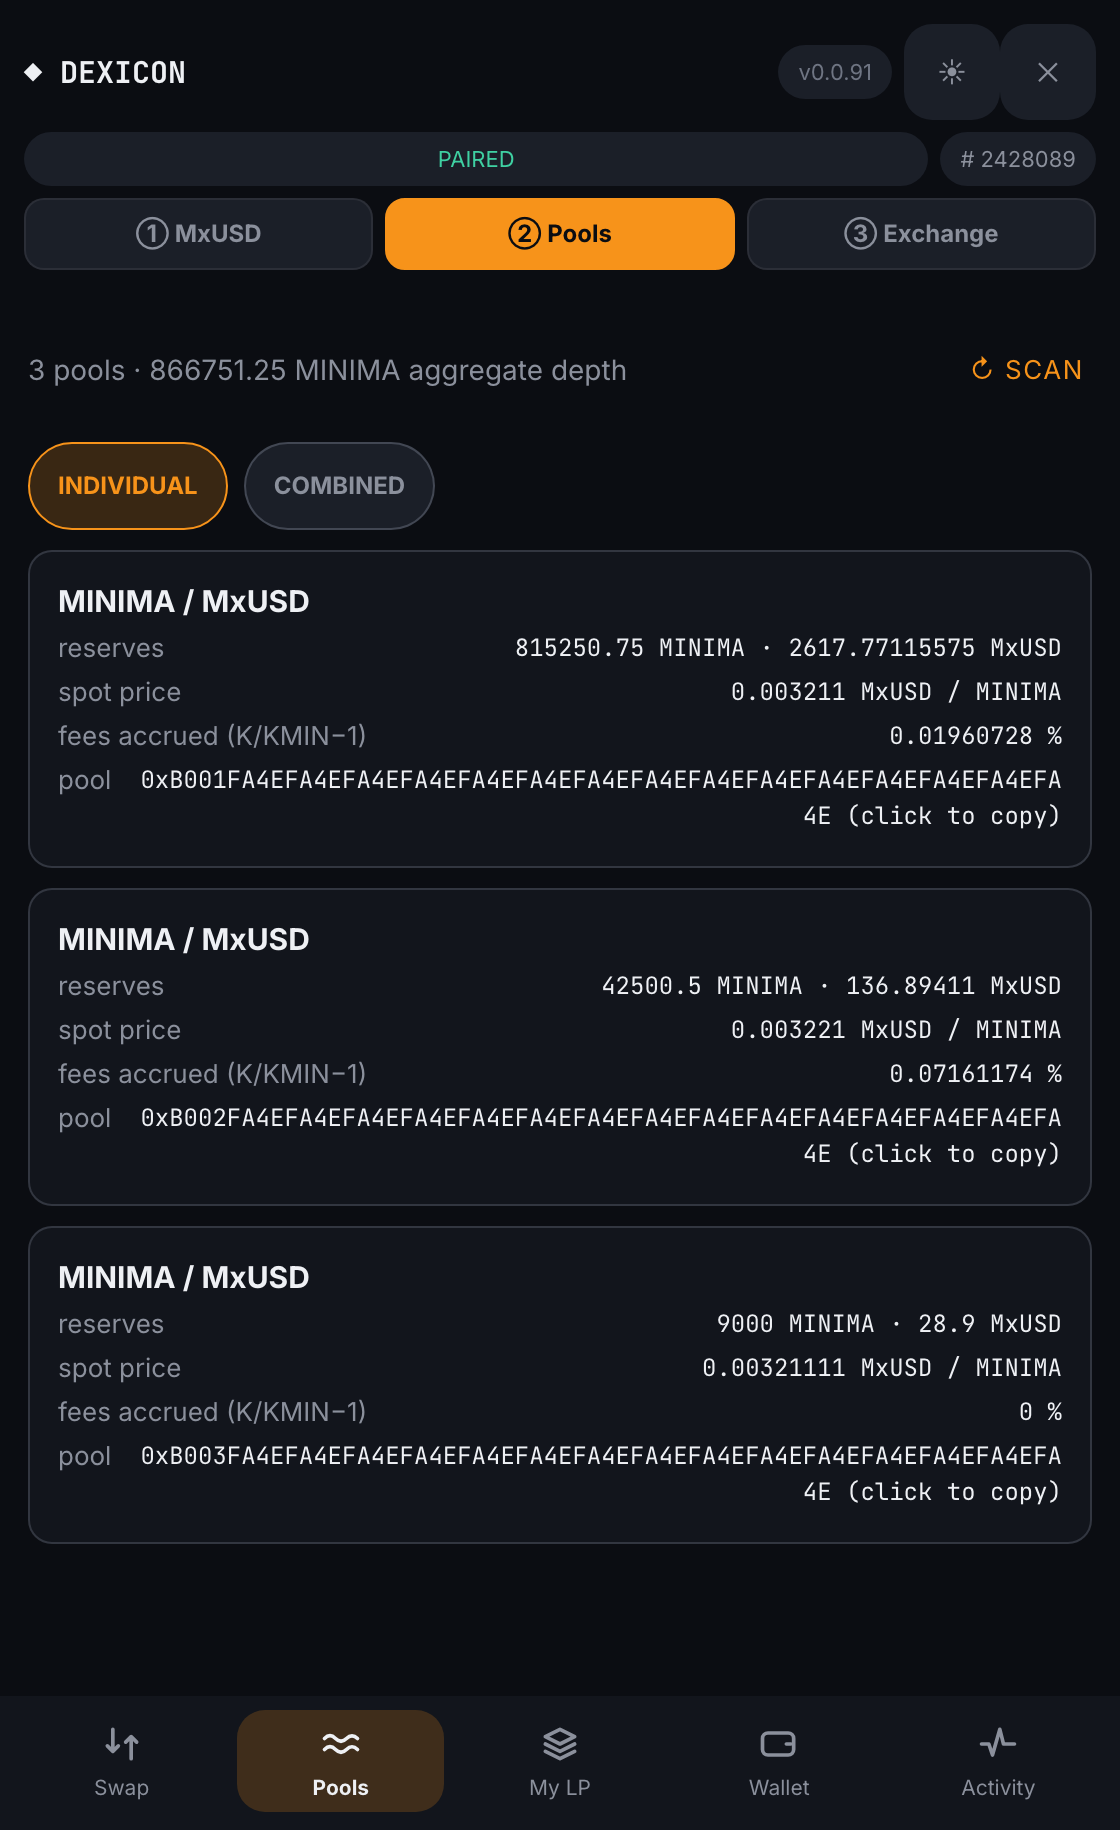 DEXICON
v0.0.91
PAIRED
# 2428089
① MxUSD
② Pools
③ Exchange
3 pools · 866751.25 MINIMA aggregate depth
↻ SCAN
INDIVIDUAL
COMBINED
MINIMA / MxUSD
reserves 815250.75 MINIMA · 2617.77115575 MxUSD
spot price 0.003211 MxUSD / MINIMA
fees accrued (K/KMIN−1) 0.01960728 %
pool 0xB001FA4EFA4EFA4EFA4EFA4EFA4EFA4EFA4EFA4EFA4EFA4EFA4EFA4EFA4EFA
4E (click to copy)
MINIMA / MxUSD
reserves 42500.5 MINIMA · 136.89411 MxUSD
spot price 0.003221 MxUSD / MINIMA
fees accrued (K/KMIN−1) 0.07161174 %
pool 0xB002FA4EFA4EFA4EFA4EFA4EFA4EFA4EFA4EFA4EFA4EFA4EFA4EFA4EFA4EFA
4E (click to copy)
MINIMA / MxUSD
reserves 9000 MINIMA · 28.9 MxUSD
spot price 0.00321111 MxUSD / MINIMA
fees accrued (K/KMIN−1) 0 %
pool 0xB003FA4EFA4EFA4EFA4EFA4EFA4EFA4EFA4EFA4EFA4EFA4EFA4EFA4EFA4EFA
4E (click to copy)
Swap
Pools
My LP
Wallet
Activity